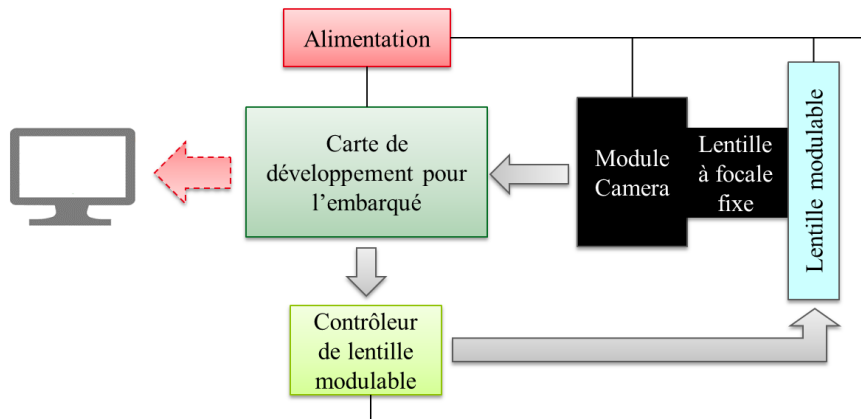 Alimentation
Carte de
développement pour
l’embarqué
Module
Camera
Lentille
à focale
fixe
Lentille modulable
Contrôleur
de lentille
modulable